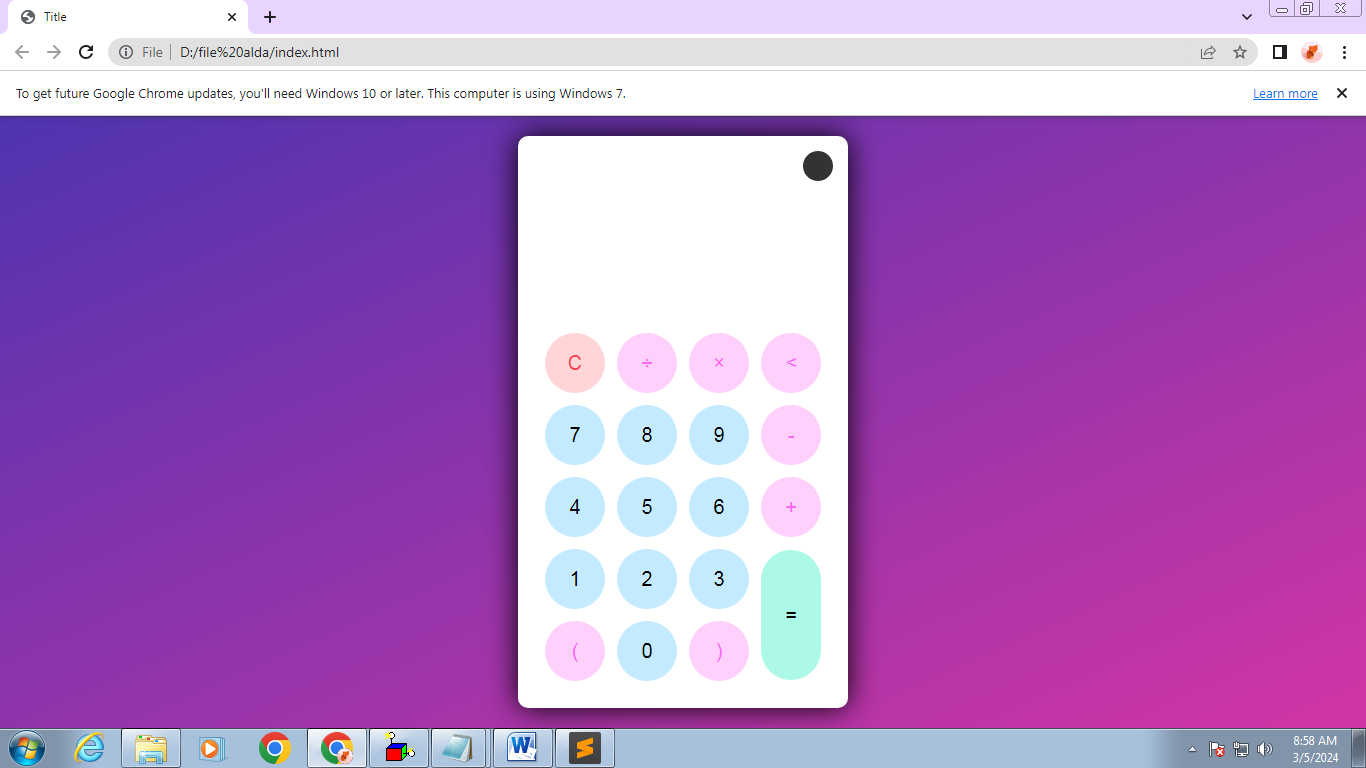 Title
File D:/file%20alda/index.html
To get future Google Chrome updates, you'll need Windows 10 or later. This computer is using Windows 7. Learn more
C ÷ × <
7 8 9 -
4 5 6 +
1 2 3
=
( 0 )
8:58 AM
3/5/2024